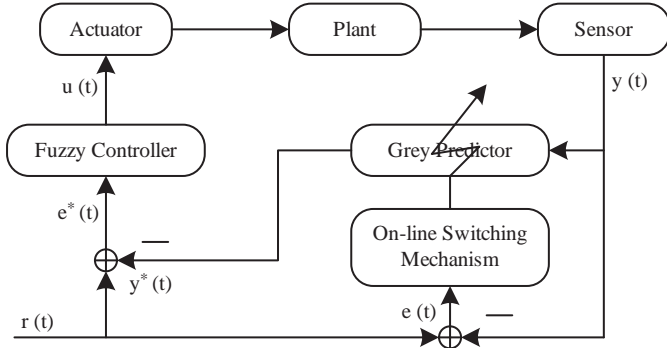 Actuator
Plant
Sensor
u (t)
y (t)
Fuzzy Controller
Grey Predictor
e* (t)
On-line Switching
Mechanism
y* (t)
e (t)
r (t)